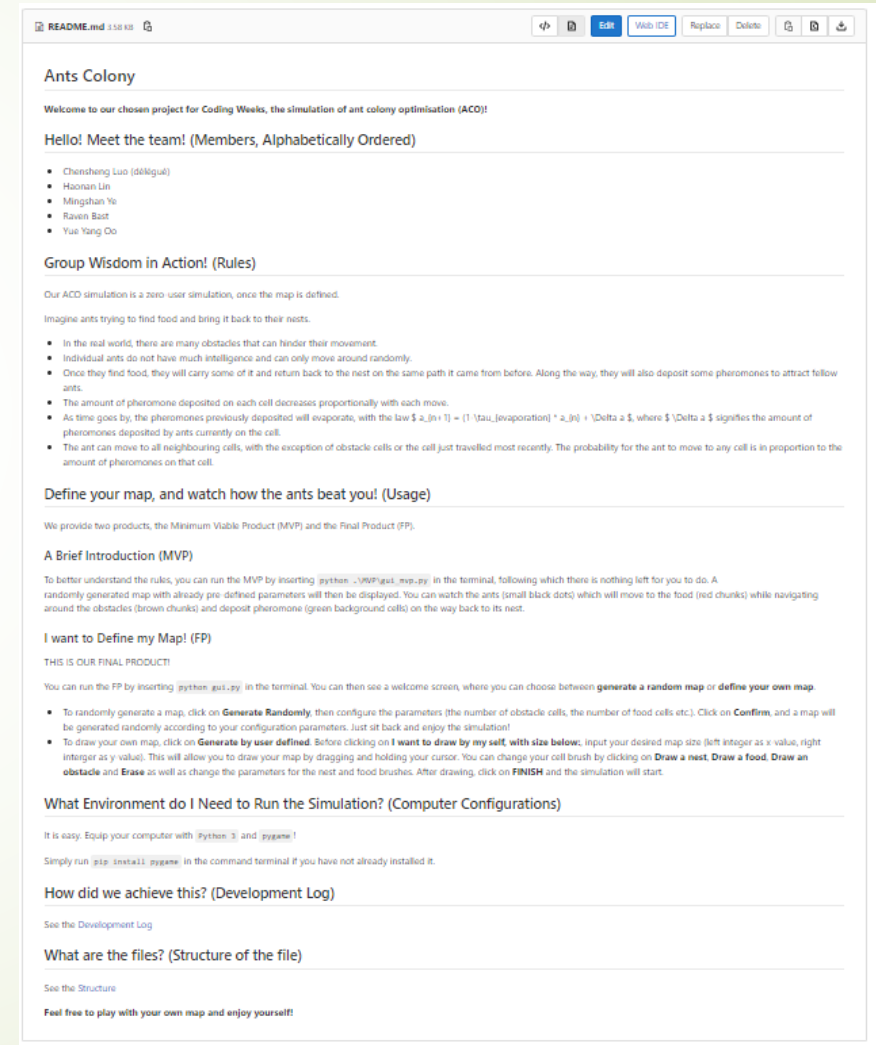 README.md 3.58 KB
Edit Web IDE Replace Delete
Ants Colony
Welcome to our chosen project for Coding Weeks, the simulation of ant colony optimisation (ACO)!
Hello! Meet the team! (Members, Alphabetically Ordered)
Chensheng Luo (délégué)
Haonan Lin
Mingshan Ye
Raven Bast
Yue Yang Oo
Group Wisdom in Action! (Rules)
Our ACO simulation is a zero-user simulation, once the map is defined.
Imagine ants trying to find food and bring it back to their nests.
In the real world, there are many obstacles that can hinder their movement.
Individual ants do not have much intelligence and can only move around randomly.
Once they find food, they will carry some of it and return back to the nest on the same path it came from before. Along the way, they will also deposit some pheromones to attract fellow
ants.
The amount of pheromone deposited on each cell decreases proportionally with each move.
As time goes by, the pheromones previously deposited will evaporate, with the law $ a_{n+1} = (1-\tau_{evaporation} * a_{n} + \Delta a $, where $ \Delta a $ signifies the amount of
pheromones deposited by ants currently on the cell.
The ant can move to all neighbouring cells, with the exception of obstacle cells or the cell just travelled most recently. The probability for the ant to move to any cell is in proportion to the
amount of pheromones on that cell.
Define your map, and watch how the ants beat you! (Usage)
We provide two products, the Minimum Viable Product (MVP) and the Final Product (FP).
A Brief Introduction (MVP)
To better understand the rules, you can run the MVP by inserting python .\MVP\gui_mvp.py in the terminal, following which there is nothing left for you to do. A
randomly generated map with already pre-defined parameters will then be displayed. You can watch the ants (small black dots) which will move to the food (red chunks) while navigating
around the obstacles (brown chunks) and deposit pheromone (green background cells) on the way back to its nest.
I want to Define my Map! (FP)
THIS IS OUR FINAL PRODUCT!
You can run the FP by inserting python gui.py in the terminal. You can then see a welcome screen, where you can choose between generate a random map or define your own map.
To randomly generate a map, click on Generate Randomly, then configure the parameters (the number of obstacle cells, the number of food cells etc.). Click on Confirm, and a map will
be generated randomly according to your configuration parameters. Just sit back and enjoy the simulation!
To draw your own map, click on Generate by user defined. Before clicking on I want to draw by my self, with size below:, input your desired map size (left integer as x-value, right
interger as y-value). This will allow you to draw your map by dragging and holding your cursor. You can change your cell brush by clicking on Draw a nest, Draw a food, Draw an
obstacle and Erase as well as change the parameters for the nest and food brushes. After drawing, click on FINISH and the simulation will start.
What Environment do I Need to Run the Simulation? (Computer Configurations)
It is easy. Equip your computer with Python 3 and pygame !
Simply run pip install pygame in the command terminal if you have not already installed it.
How did we achieve this? (Development Log)
See the Development Log
What are the files? (Structure of the file)
See the Structure
Feel free to play with your own map and enjoy yourself!